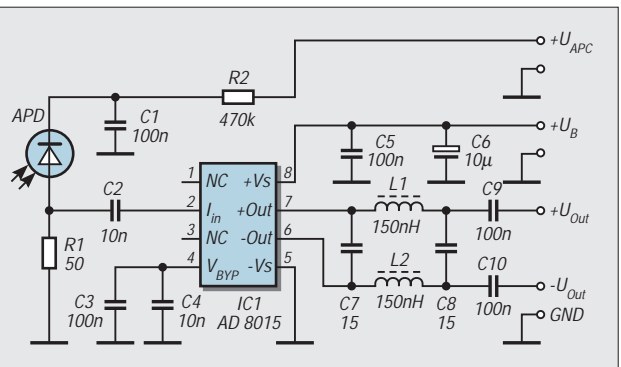 +U_APC
R2
470k
APD
C1
100n
+U_B
C5
100n
C6
10µ
C2
10n
1 NC +Vs 8
2 I_in +Out 7
3 NC -Out 6
4 V_BYP -Vs 5
L1
150nH
C9
100n
+U_Out
R1
50
C3
100n
C4
10n
IC1
AD 8015
C7
15
L2
150nH
C8
15
C10
100n
-U_Out
GND